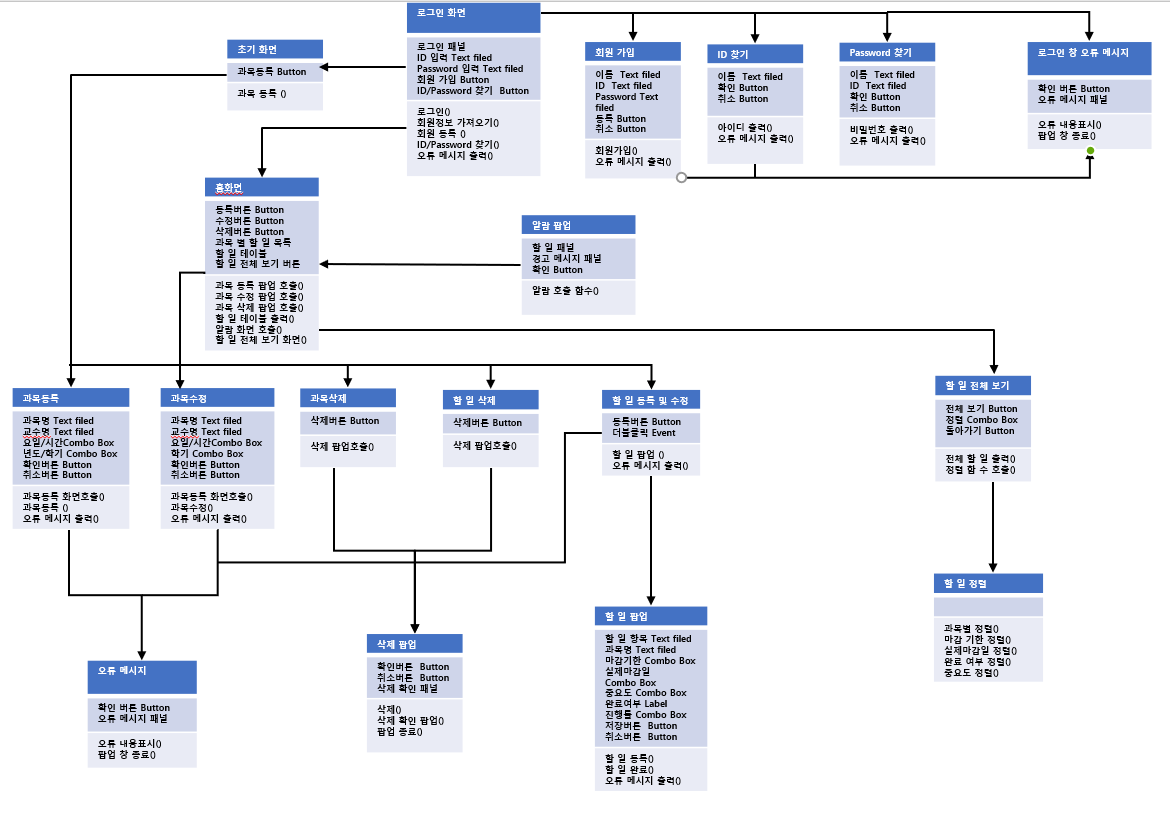 로그인 화면
로그인 패널
ID 입력 Text filed
Password 입력 Text filed
회원 가입 Button
ID/Password 찾기  Button
로그인()
회원정보 가져오기()
회원 등록 ()
ID/Password 찾기()
오류 메시지 출력()
초기 화면
과목등록 Button
과목 등록 ()
회원 가입
이름  Text filed
ID  Text filed
Password Text
filed
등록 Button
취소 Button
회원가입()
오류 메시지 출력()
ID 찾기
이름  Text filed
확인 Button
취소 Button
아이디 출력()
오류 메시지 출력()
Password 찾기
이름  Text filed
ID  Text filed
확인 Button
취소 Button
비밀번호 출력()
오류 메시지 출력()
로그인 창 오류 메시지
확인 버튼 Button
오류 메시지 패널
오류 내용표시()
팝업 창 종료()
홈화면
등록버튼 Button
수정버튼 Button
삭제버튼 Button
과목 별 할 일 목록
할 일 테이블
할 일 전체 보기 버튼
과목 등록 팝업 호출()
과목 수정 팝업 호출()
과목 삭제 팝업 호출()
할 일 테이블 출력()
알람 화면 호출()
할 일 전체 보기 화면()
알람 팝업
할 일 패널
경고 메시지 패널
확인 Button
알람 호출 함수()
과목등록
과목명 Text filed
교수명 Text filed
요일/시간Combo Box
년도/학기 Combo Box
확인버튼 Button
취소버튼 Button
과목등록 화면호출()
과목등록 ()
오류 메시지 출력()
과목수정
과목명 Text filed
교수명 Text filed
요일/시간Combo Box
학기 Combo Box
확인버튼 Button
취소버튼 Button
과목등록 화면호출()
과목수정()
오류 메시지 출력()
과목삭제
삭제버튼 Button
삭제 팝업호출()
할 일 삭제
삭제버튼 Button
삭제 팝업호출()
할 일 등록 및 수정
등록버튼 Button
더블클릭 Event
할 일 팝업 ()
오류 메시지 출력()
할 일 전체 보기
전체 보기 Button
정렬 Combo Box
돌아가기 Button
전체 할 일 출력()
정렬 함 수 호출()
오류 메시지
확인 버튼 Button
오류 메시지 패널
오류 내용표시()
팝업 창 종료()
삭제 팝업
확인버튼  Button
취소버튼  Button
삭제 확인 패널
삭제()
삭제 확인 팝업()
팝업 종료()
할 일 팝업
할 일 항목 Text filed
과목명 Text filed
마감기한 Combo Box
실제마감일
Combo Box
중요도 Combo Box
완료여부 Label
진행률 Combo Box
저장버튼  Button
취소버튼  Button
할 일 등록()
할 일 완료()
오류 메시지 출력()
할 일 정렬
과목별 정렬()
마감 기한 정렬()
실제마감일 정렬()
완료 여부 정렬()
중요도 정렬()